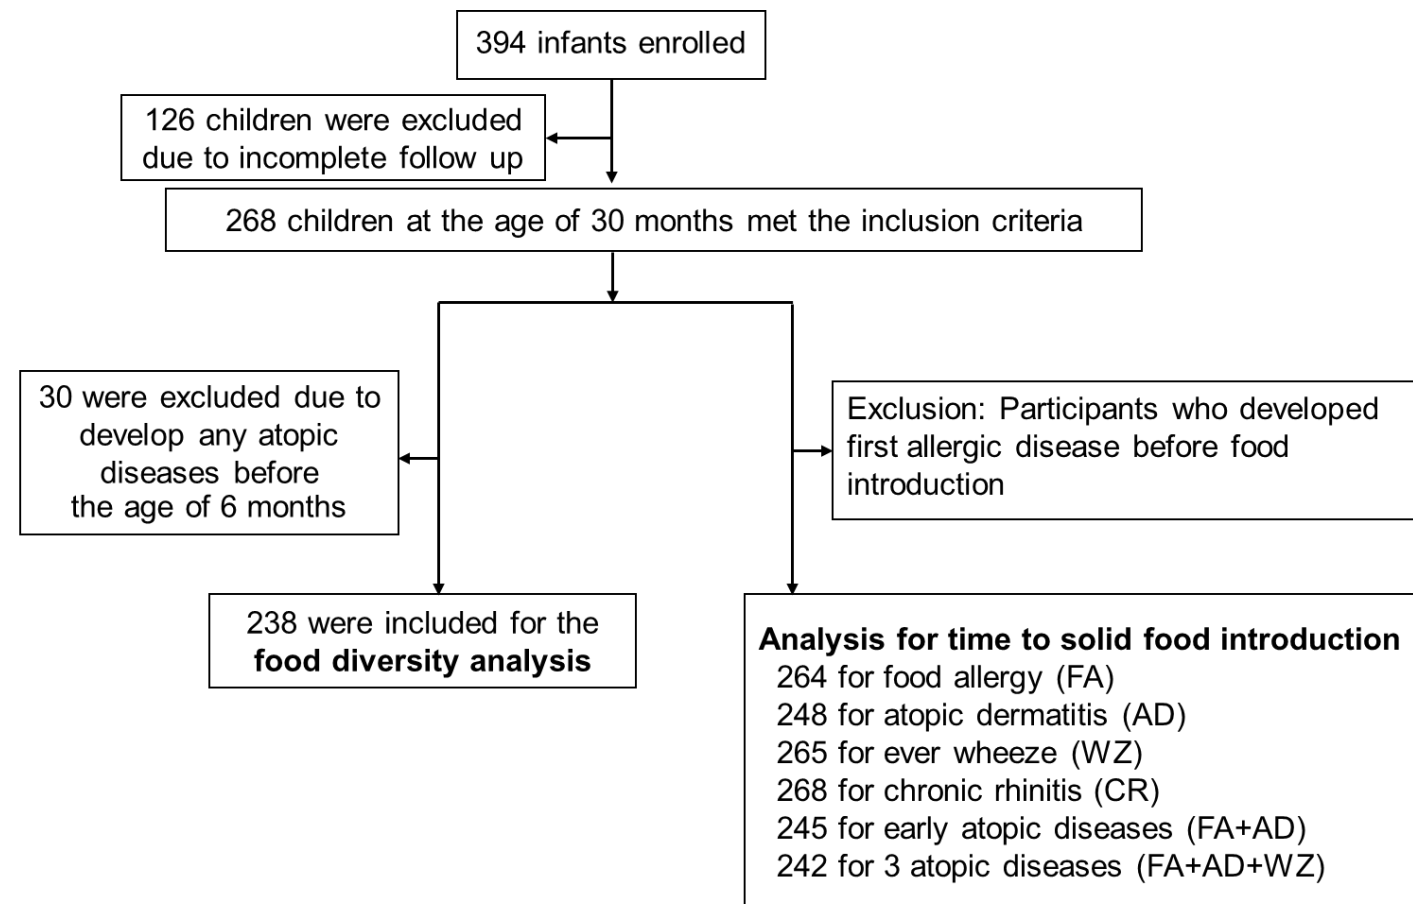 394 infants enrolled
126 children were excluded
due to incomplete follow up
268 children at the age of 30 months met the inclusion criteria
30 were excluded due to
develop any atopic
diseases before
the age of 6 months
Exclusion: Participants who developed
first allergic disease before food
introduction
238 were included for the
food diversity analysis
Analysis for time to solid food introduction
264 for food allergy (FA)
248 for atopic dermatitis (AD)
265 for ever wheeze (WZ)
268 for chronic rhinitis (CR)
245 for early atopic diseases (FA+AD)
242 for 3 atopic diseases (FA+AD+WZ)